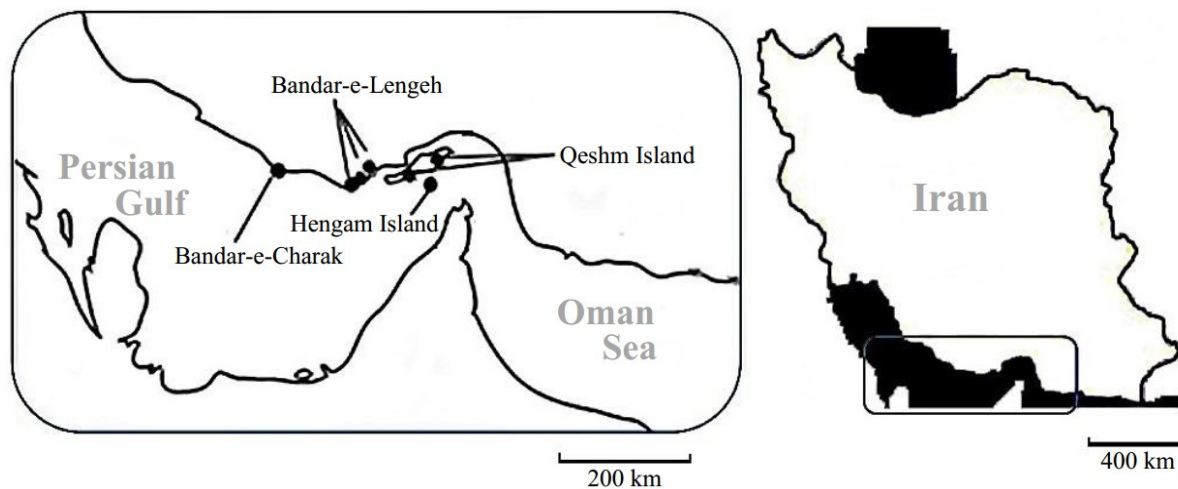 Bandar-e-Lengeh
Persian
Gulf
Qeshm Island
Hengam Island
Bandar-e-Charak
Oman
Sea
200 km
Iran
400 km